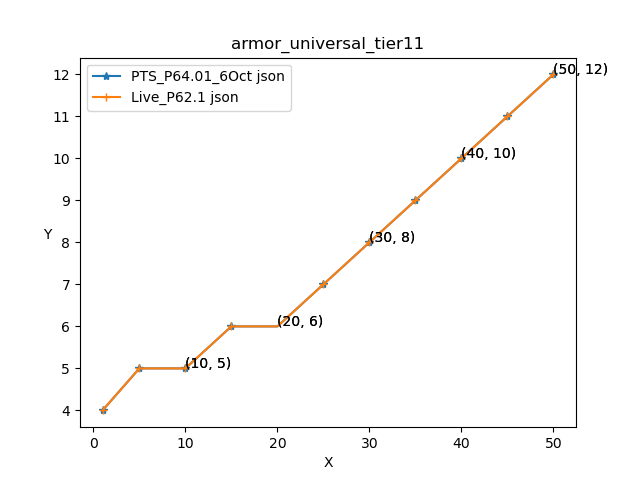 armor_universal_tier11
PTS_P64.01_6Oct json
Live_P62.1 json
12
11
10
9
8
7
6
5
4
Y
(50, 12)
(40, 10)
(30, 8)
(20, 6)
(10, 5)
0 10 20 30 40 50
X